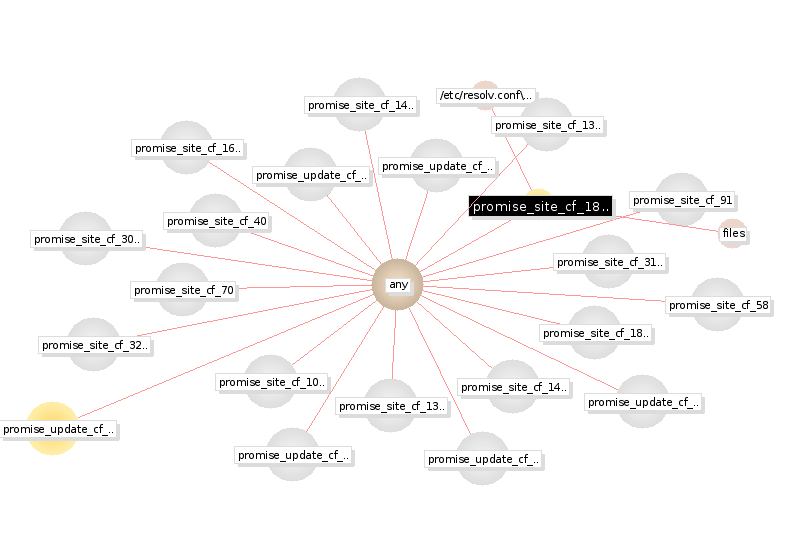 /etc/resolv.conf\..
promise_site_cf_14..
promise_site_cf_13..
promise_site_cf_16..
promise_update_cf_..
promise_update_cf_..
promise_site_cf_91
promise_site_cf_18..
promise_site_cf_40
files
promise_site_cf_30..
promise_site_cf_31..
any
promise_site_cf_70
promise_site_cf_58
promise_site_cf_18..
promise_site_cf_32..
promise_site_cf_10..
promise_site_cf_14..
promise_site_cf_13..
promise_update_cf_..
promise_update_cf_..
promise_update_cf_..
promise_update_cf_..